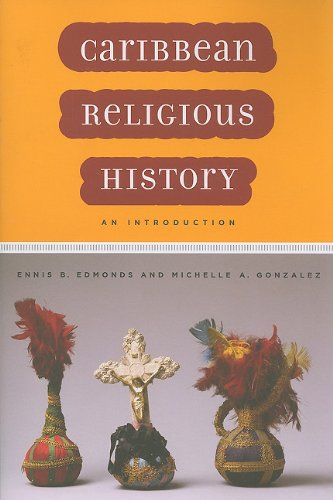 Caribbean
Religious
History
AN INTRODUCTION
ENNIS B. EDMONDS AND MICHELLE A. GONZALEZ